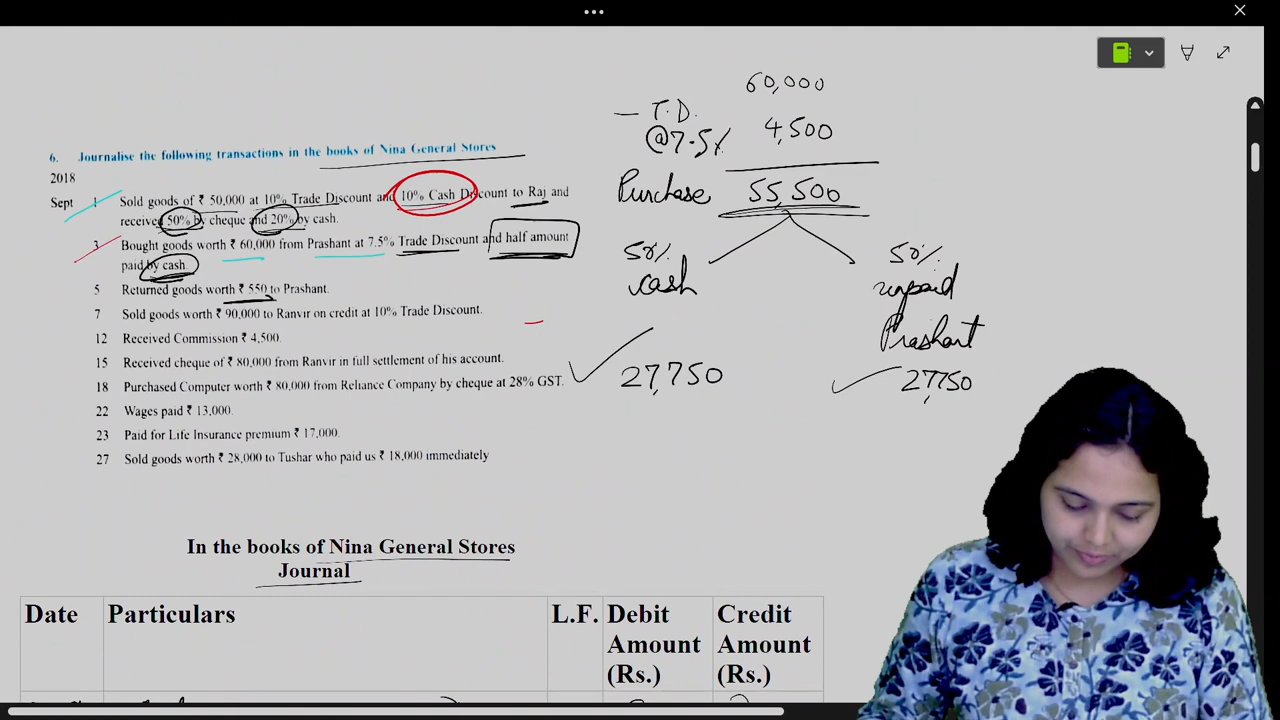 60,000
— T.D.
@7.5% 4,500
Purchase 55,500
50% cash
50% unpaid
Prashant
27,750
27,750
6. Journalise the following transactions in the books of Nina General Stores
2018
Sept 1 Sold goods of ₹ 50,000 at 10% Trade Discount and 10% Cash Discount to Raj and
received 50% by cheque and 20% by cash.
3 Bought goods worth ₹ 60,000 from Prashant at 7.5% Trade Discount and half amount
paid by cash.
5 Returned goods worth ₹ 550 to Prashant.
7 Sold goods worth ₹ 90,000 to Ranvir on credit at 10% Trade Discount.
12 Received Commission ₹ 4,500.
15 Received cheque of ₹ 80,000 from Ranvir in full settlement of his account.
18 Purchased Computer worth ₹ 80,000 from Reliance Company by cheque at 28% GST.
22 Wages paid ₹ 13,000.
23 Paid for Life Insurance premium ₹ 17,000.
27 Sold goods worth ₹ 28,000 to Tushar who paid us ₹ 18,000 immediately
In the books of Nina General Stores
Journal
Date Particulars L.F. Debit Amount (Rs.) Credit Amount (Rs.)